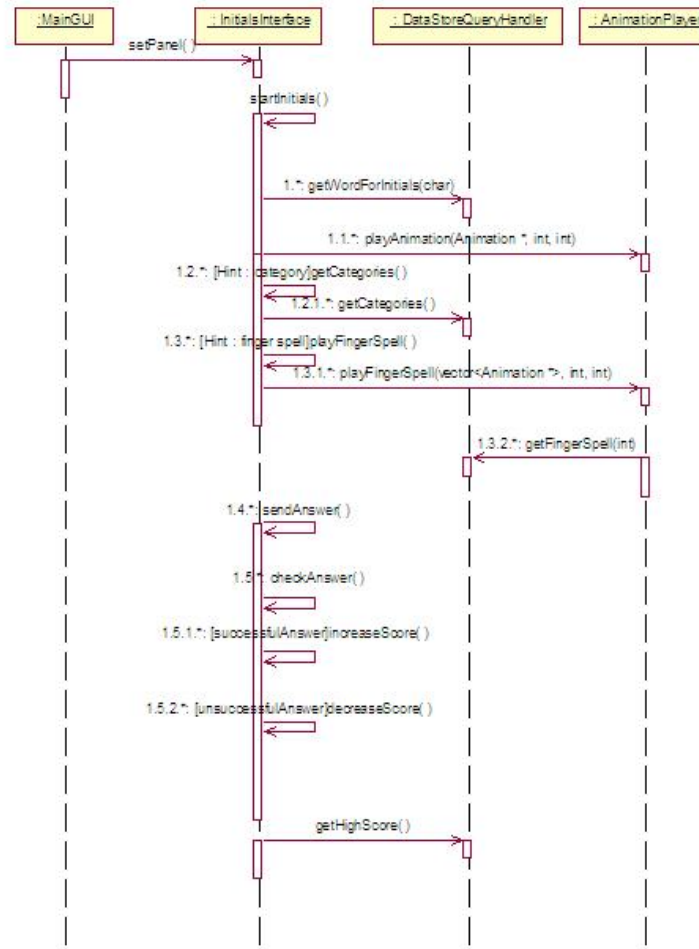 :MainGUI
: InitialsInterface
: DataStoreQueryHandler
: AnimationPlayer
setPanel( )
startInitials( )
1.*: getWordForInitials(char)
1.1.*: playAnimation(Animation *, int, int)
1.2.*: [Hint : category]getCategories( )
1.2.1.*: getCategories( )
1.3.*: [Hint : finger spell]playFingerSpell( )
1.3.1.*: playFingerSpell(vector<Animation *>, int, int)
1.3.2.*: getFingerSpell(int)
1.4.*: sendAnswer( )
1.5.*: checkAnswer( )
1.5.1.*: [successfulAnswer]increaseScore( )
1.5.2.*: [unsuccessfulAnswer]decreaseScore( )
getHighScore( )